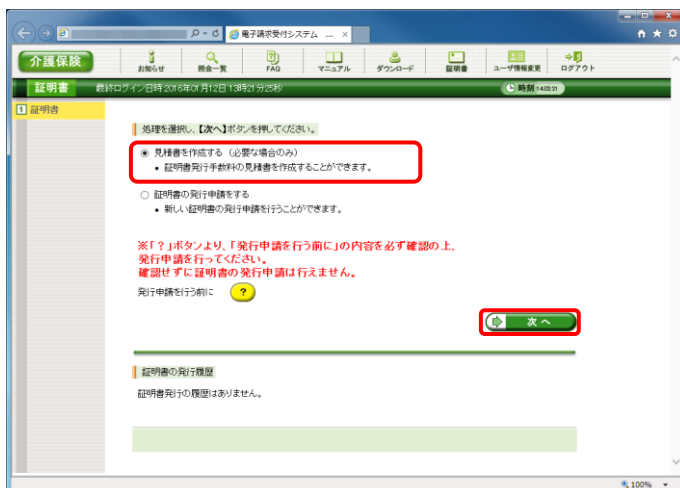 電子請求受付システム ... ×
介護保険
お知らせ 照会一覧 FAQ マニュアル ダウンロード 証明書 ユーザ情報変更 ログアウト
証明書 最終ログイン日時:2016年01月12日 13時21分25秒 時刻 14:02:21
1 証明書
処理を選択し、【次へ】ボタンを押してください。
見積書を作成する（必要な場合のみ）
• 証明書発行手数料の見積書を作成することができます。
証明書の発行申請をする
• 新しい証明書の発行申請を行うことができます。
※「？」ボタンより、「発行申請を行う前に」の内容を必ず確認の上、
発行申請を行ってください。
確認せずに証明書の発行申請は行えません。
発行申請を行う前に ?
次へ
証明書の発行履歴
証明書発行の履歴はありません。
100%